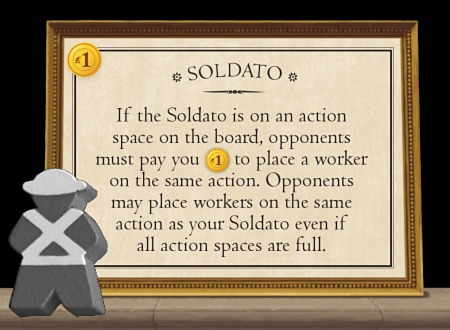 £1
SOLDATO
If the Soldato is on an action
space on the board, opponents
must pay you £1 to place a worker
on the same action. Opponents
may place workers on the same
action as your Soldato even if
all action spaces are full.